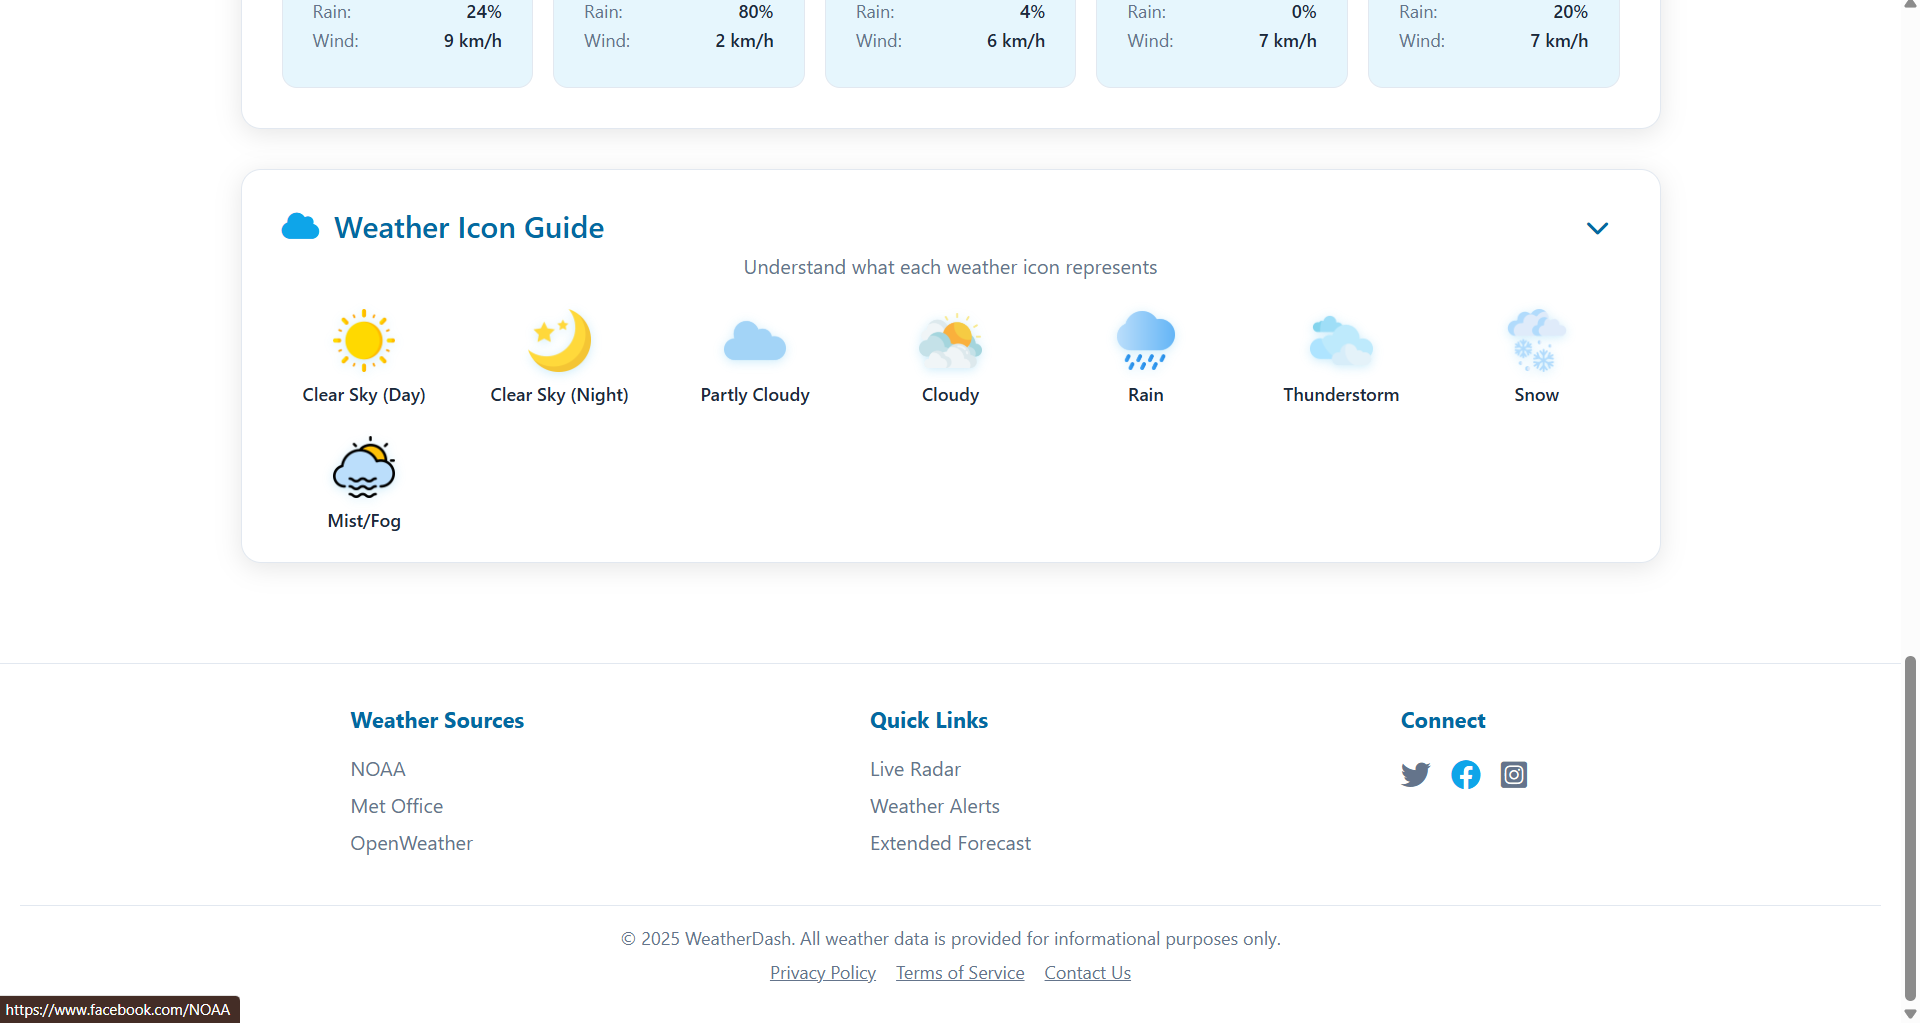 Rain: 24% Rain: 80% Rain: 4% Rain: 0% Rain: 20%
Wind: 9 km/h Wind: 2 km/h Wind: 6 km/h Wind: 7 km/h Wind: 7 km/h
Weather Icon Guide
Understand what each weather icon represents
Clear Sky (Day) Clear Sky (Night) Partly Cloudy Cloudy Rain Thunderstorm Snow
Mist/Fog
Weather Sources
NOAA
Met Office
OpenWeather
Quick Links
Live Radar
Weather Alerts
Extended Forecast
Connect
© 2025 WeatherDash. All weather data is provided for informational purposes only.
Privacy Policy Terms of Service Contact Us
https://www.facebook.com/NOAA